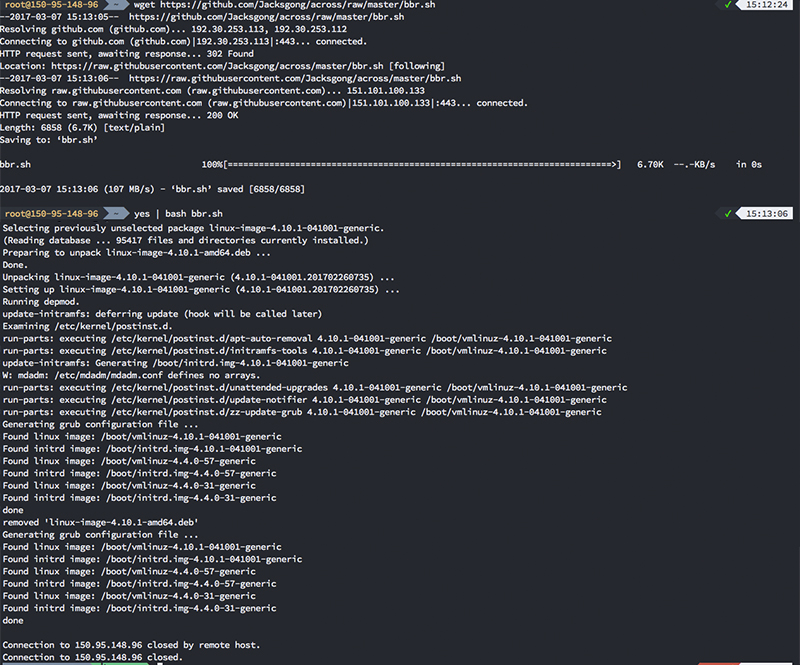 root@150-95-148-96 ~ wget https://github.com/Jacksgong/across/raw/master/bbr.sh ✓ 15:12:24
--2017-03-07 15:13:05-- https://github.com/Jacksgong/across/raw/master/bbr.sh
Resolving github.com (github.com)... 192.30.253.113, 192.30.253.112
Connecting to github.com (github.com)|192.30.253.113|:443... connected.
HTTP request sent, awaiting response... 302 Found
Location: https://raw.githubusercontent.com/Jacksgong/across/master/bbr.sh [following]
--2017-03-07 15:13:06-- https://raw.githubusercontent.com/Jacksgong/across/master/bbr.sh
Resolving raw.githubusercontent.com (raw.githubusercontent.com)... 151.101.100.133
Connecting to raw.githubusercontent.com (raw.githubusercontent.com)|151.101.100.133|:443... connected.
HTTP request sent, awaiting response... 200 OK
Length: 6858 (6.7K) [text/plain]
Saving to: ‘bbr.sh’
bbr.sh 100%[==========================================================================>] 6.70K --.-KB/s in 0s
2017-03-07 15:13:06 (107 MB/s) - ‘bbr.sh’ saved [6858/6858]
root@150-95-148-96 ~ yes | bash bbr.sh ✓ 15:13:06
Selecting previously unselected package linux-image-4.10.1-041001-generic.
(Reading database ... 95417 files and directories currently installed.)
Preparing to unpack linux-image-4.10.1-amd64.deb ...
Done.
Unpacking linux-image-4.10.1-041001-generic (4.10.1-041001.201702260735) ...
Setting up linux-image-4.10.1-041001-generic (4.10.1-041001.201702260735) ...
Running depmod.
update-initramfs: deferring update (hook will be called later)
Examining /etc/kernel/postinst.d.
run-parts: executing /etc/kernel/postinst.d/apt-auto-removal 4.10.1-041001-generic /boot/vmlinuz-4.10.1-041001-generic
run-parts: executing /etc/kernel/postinst.d/initramfs-tools 4.10.1-041001-generic /boot/vmlinuz-4.10.1-041001-generic
update-initramfs: Generating /boot/initrd.img-4.10.1-041001-generic
W: mdadm: /etc/mdadm/mdadm.conf defines no arrays.
run-parts: executing /etc/kernel/postinst.d/unattended-upgrades 4.10.1-041001-generic /boot/vmlinuz-4.10.1-041001-generic
run-parts: executing /etc/kernel/postinst.d/update-notifier 4.10.1-041001-generic /boot/vmlinuz-4.10.1-041001-generic
run-parts: executing /etc/kernel/postinst.d/zz-update-grub 4.10.1-041001-generic /boot/vmlinuz-4.10.1-041001-generic
Generating grub configuration file ...
Found linux image: /boot/vmlinuz-4.10.1-041001-generic
Found initrd image: /boot/initrd.img-4.10.1-041001-generic
Found linux image: /boot/vmlinuz-4.4.0-57-generic
Found initrd image: /boot/initrd.img-4.4.0-57-generic
Found linux image: /boot/vmlinuz-4.4.0-31-generic
Found initrd image: /boot/initrd.img-4.4.0-31-generic
done
removed 'linux-image-4.10.1-amd64.deb'
Generating grub configuration file ...
Found linux image: /boot/vmlinuz-4.10.1-041001-generic
Found initrd image: /boot/initrd.img-4.10.1-041001-generic
Found linux image: /boot/vmlinuz-4.4.0-57-generic
Found initrd image: /boot/initrd.img-4.4.0-57-generic
Found linux image: /boot/vmlinuz-4.4.0-31-generic
Found initrd image: /boot/initrd.img-4.4.0-31-generic
done
Connection to 150.95.148.96 closed by remote host.
Connection to 150.95.148.96 closed.